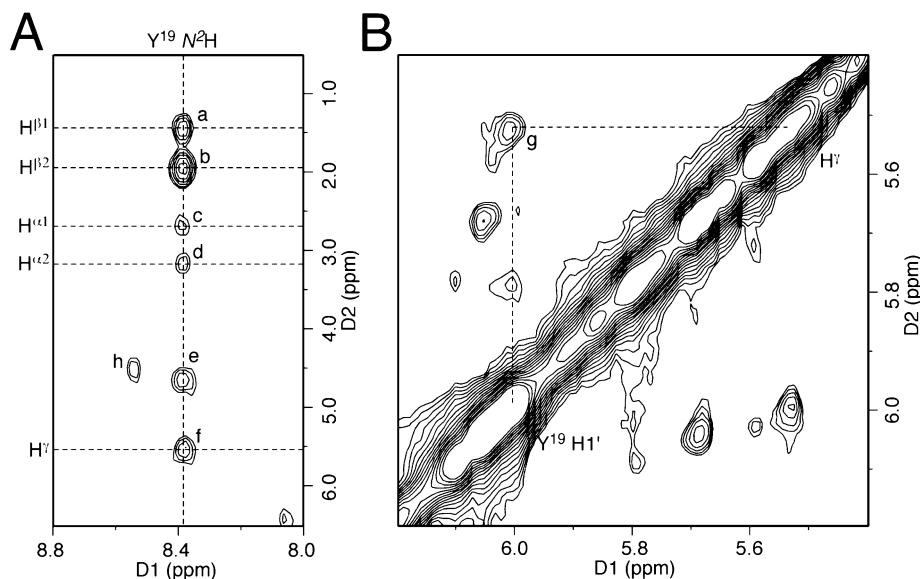 A
Y¹⁹ N²H
Hᵝ¹
Hᵝ²
Hᵅ¹
Hᵅ²
Hᵞ
a
b
c
d
e
f
h
1.0
2.0
3.0
4.0
5.0
6.0
D2 (ppm)
8.8
8.4
8.0
D1 (ppm)
B
g
Hᵞ
Y¹⁹ H1'
5.6
5.8
6.0
D2 (ppm)
6.0
5.8
5.6
D1 (ppm)